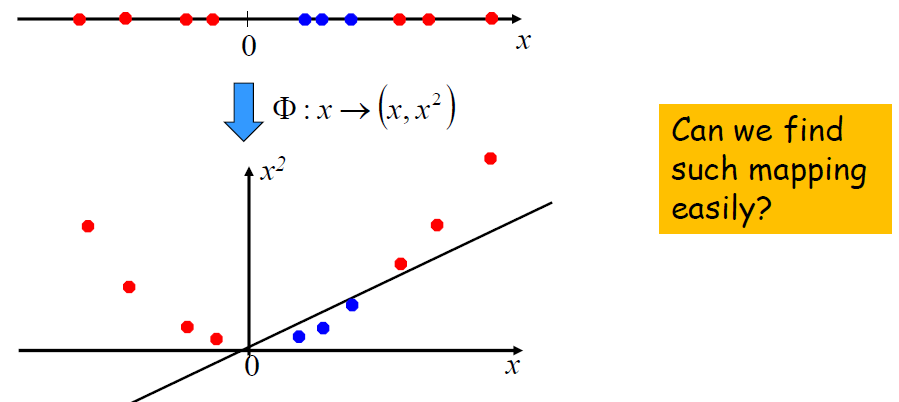 0
x
Φ : x → (x, x²)
x²
Can we find
such mapping
easily?
0
x